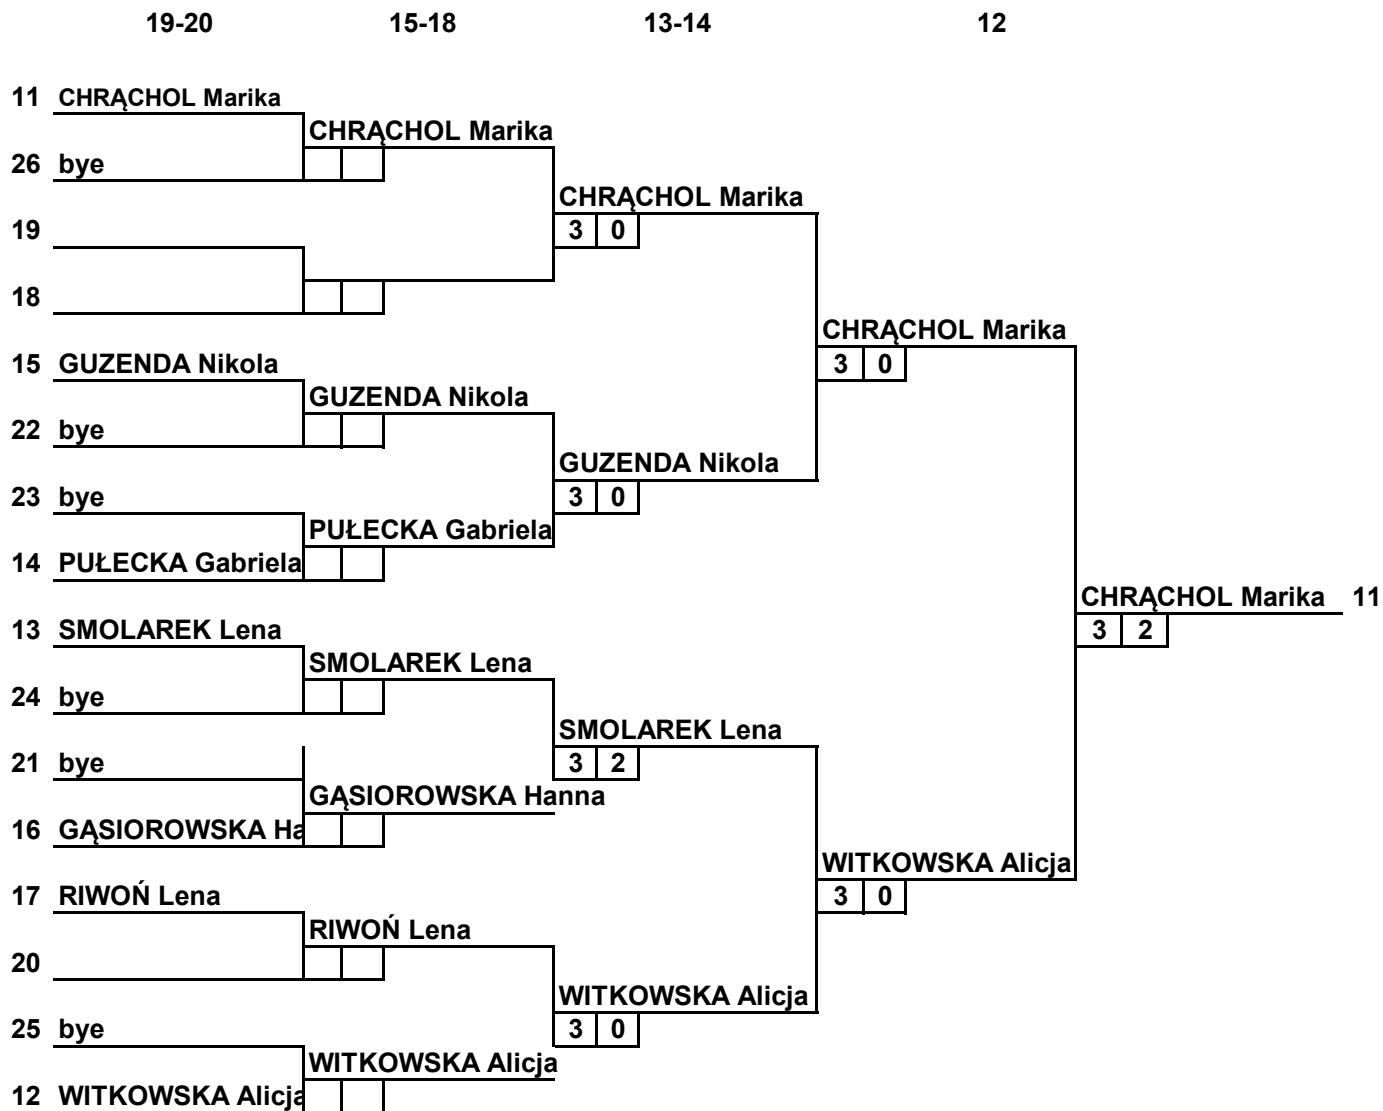 19-20 15-18 13-14 12
11 CHRĄCHOL Marika
CHRĄCHOL Marika
26 bye
CHRĄCHOL Marika
19 3 0
18
CHRĄCHOL Marika
15 GUZENDA Nikola 3 0
GUZENDA Nikola
22 bye
GUZENDA Nikola
23 bye 3 0
PUŁECKA Gabriela
14 PUŁECKA Gabriela
CHRĄCHOL Marika 11
13 SMOLAREK Lena 3 2
SMOLAREK Lena
24 bye
SMOLAREK Lena
21 bye 3 2
GĄSIOROWSKA Hanna
16 GĄSIOROWSKA Ha
WITKOWSKA Alicja
17 RIWOŃ Lena 3 0
RIWOŃ Lena
20
WITKOWSKA Alicja
25 bye 3 0
WITKOWSKA Alicja
12 WITKOWSKA Alicja